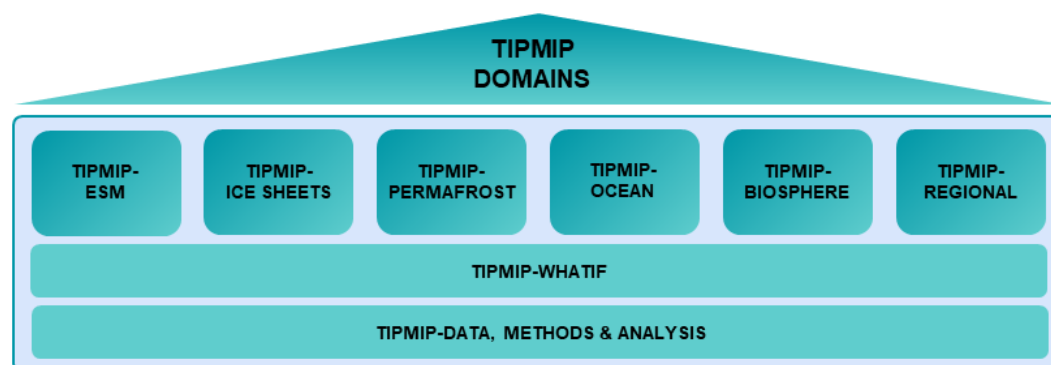 TIPMIP
DOMAINS
TIPMIP-
ESM
TIPMIP-
ICE SHEETS
TIPMIP-
PERMAFROST
TIPMIP-
OCEAN
TIPMIP-
BIOSPHERE
TIPMIP-
REGIONAL
TIPMIP-WHATIF
TIPMIP-DATA, METHODS & ANALYSIS